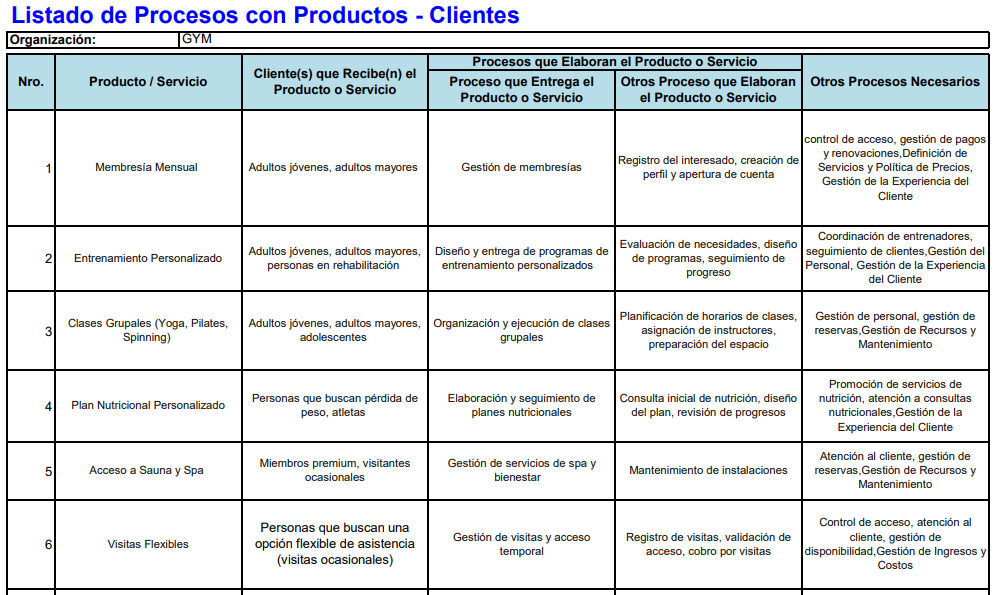 Listado de Procesos con Productos - Clientes
Organización: GYM
Procesos que Elaboran el Producto o Servicio
Nro.
Producto / Servicio
Cliente(s) que Recibe(n) el
Producto o Servicio
Proceso que Entrega el
Producto o Servicio
Otros Proceso que Elaboran
el Producto o Servicio
Otros Procesos Necesarios
1
Membresía Mensual
Adultos jóvenes, adultos mayores
Gestión de membresías
Registro del interesado, creación de
perfil y apertura de cuenta
control de acceso, gestión de pagos
y renovaciones,Definición de
Servicios y Política de Precios,
Gestión de la Experiencia del
Cliente
2
Entrenamiento Personalizado
Adultos jóvenes, adultos mayores,
personas en rehabilitación
Diseño y entrega de programas de
entrenamiento personalizados
Evaluación de necesidades, diseño
de programas, seguimiento de
progreso
Coordinación de entrenadores,
seguimiento de clientes,Gestión del
Personal, Gestión de la Experiencia
del Cliente
3
Clases Grupales (Yoga, Pilates,
Spinning)
Adultos jóvenes, adultos mayores,
adolescentes
Organización y ejecución de clases
grupales
Planificación de horarios de clases,
asignación de instructores,
preparación del espacio
Gestión de personal, gestión de
reservas,Gestión de Recursos y
Mantenimiento
4
Plan Nutricional Personalizado
Personas que buscan pérdida de
peso, atletas
Elaboración y seguimiento de
planes nutricionales
Consulta inicial de nutrición, diseño
del plan, revisión de progresos
Promoción de servicios de
nutrición, atención a consultas
nutricionales,Gestión de la
Experiencia del Cliente
5
Acceso a Sauna y Spa
Miembros premium, visitantes
ocasionales
Gestión de servicios de spa y
bienestar
Mantenimiento de instalaciones
Atención al cliente, gestión de
reservas,Gestión de Recursos y
Mantenimiento
6
Visitas Flexibles
Personas que buscan una
opción flexible de asistencia
(visitas ocasionales)
Gestión de visitas y acceso
temporal
Registro de visitas, validación de
acceso, cobro por visitas
Control de acceso, atención al
cliente, gestión de
disponibilidad,Gestión de Ingresos y
Costos